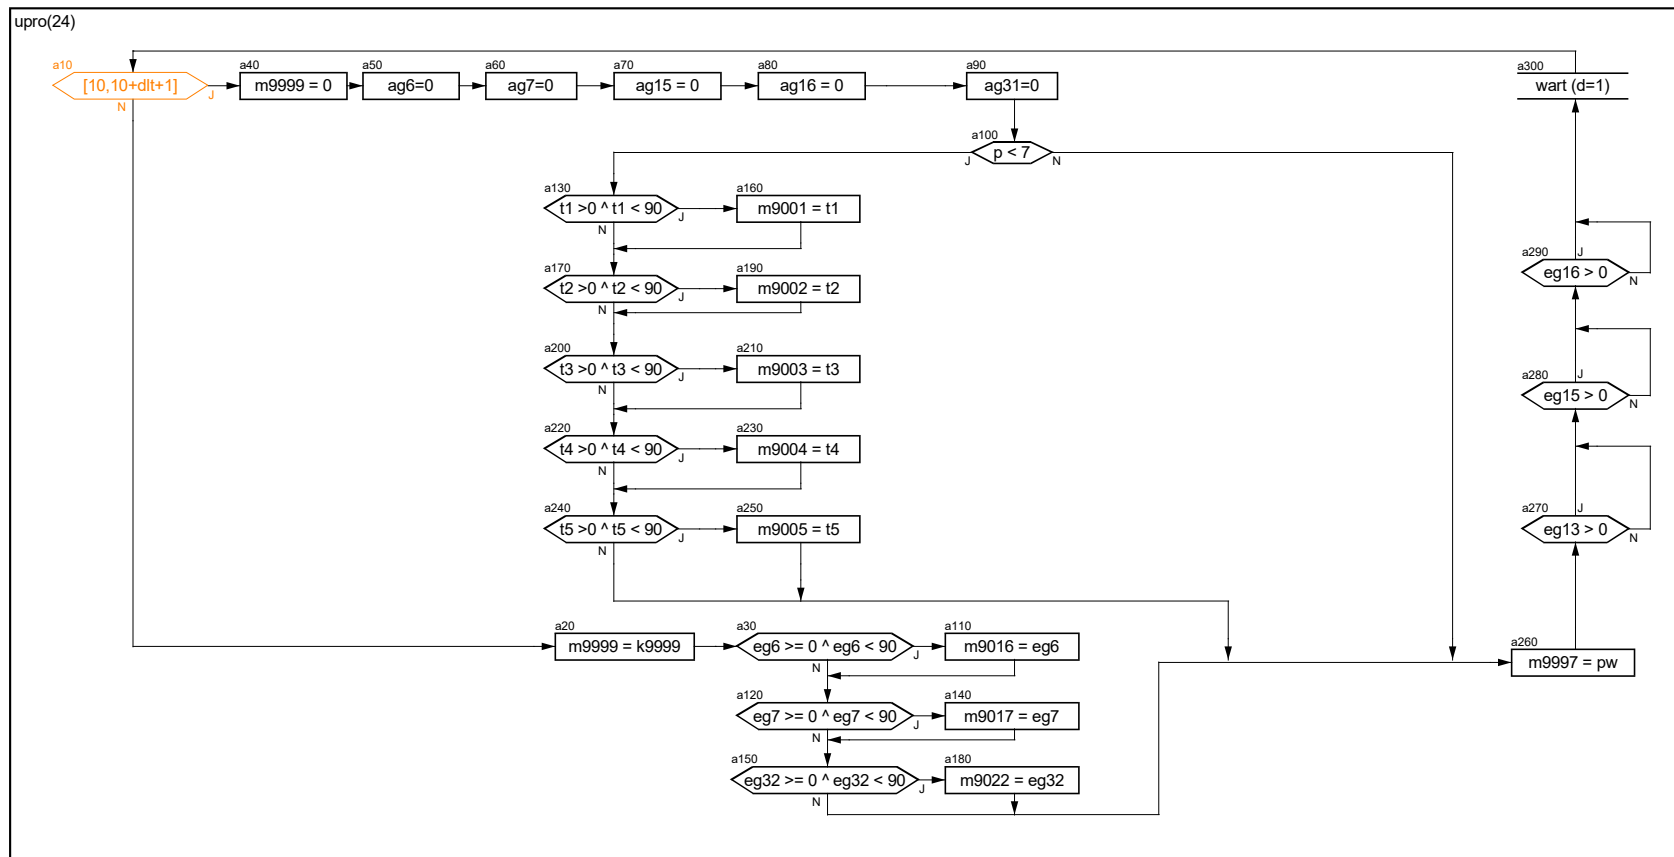 upro(24)
a10
[10,10+dlt+1]
J
N
a40
m9999 = 0
a50
ag6=0
a60
ag7=0
a70
ag15 = 0
a80
ag16 = 0
a90
ag31=0
a300
wart (d=1)
a100
p < 7
J
N
a130
t1 >0 ^ t1 < 90
J
N
a160
m9001 = t1
a170
t2 >0 ^ t2 < 90
J
N
a190
m9002 = t2
a290
J
eg16 > 0
N
a200
t3 >0 ^ t3 < 90
J
N
a210
m9003 = t3
a280
J
eg15 > 0
N
a220
t4 >0 ^ t4 < 90
J
N
a230
m9004 = t4
a240
t5 >0 ^ t5 < 90
J
N
a250
m9005 = t5
a270
J
eg13 > 0
N
a20
m9999 = k9999
a30
eg6 >= 0 ^ eg6 < 90
J
N
a110
m9016 = eg6
a260
m9997 = pw
a120
eg7 >= 0 ^ eg7 < 90
J
N
a140
m9017 = eg7
a150
eg32 >= 0 ^ eg32 < 90
J
N
a180
m9022 = eg32